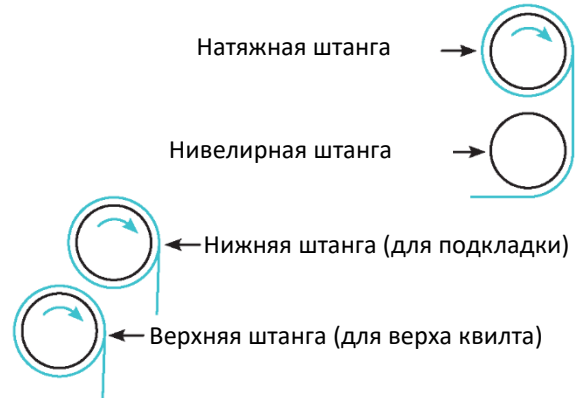 Натяжная штанга
Нивелирная штанга
Нижняя штанга (для подкладки)
Верхняя штанга (для верха квилта)